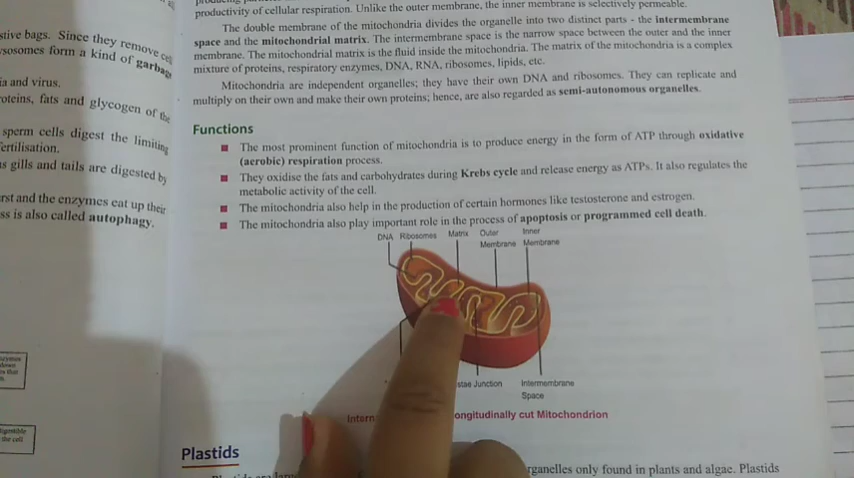 productivity of cellular respiration. Unlike the outer membrane, the inner membrane is selectively permeable.
The double membrane of the mitochondria divides the organelle into two distinct parts - the intermembrane
space and the mitochondrial matrix. The intermembrane space is the narrow space between the outer and the inner
membrane. The mitochondrial matrix is the fluid inside the mitochondria. The matrix of the mitochondria is a complex
mixture of proteins, respiratory enzymes, DNA, RNA, ribosomes, lipids, etc.
Mitochondria are independent organelles; they have their own DNA and ribosomes. They can replicate and
multiply on their own and make their own proteins; hence, are also regarded as semi-autonomous organelles.
Functions
The most prominent function of mitochondria is to produce energy in the form of ATP through oxidative
(aerobic) respiration process.
They oxidise the fats and carbohydrates during Krebs cycle and release energy as ATPs. It also regulates the
metabolic activity of the cell.
The mitochondria also help in the production of certain hormones like testosterone and estrogen.
The mitochondria also play important role in the process of apoptosis or programmed cell death.
DNA Ribosomes Matrix Outer Membrane Inner Membrane
Junction Intermembrane
Space
longitudinally cut Mitochondrion
Plastids
organelles only found in plants and algae. Plastids
bags. Since they remove
form a kind of garbage
and virus.
fats and glycogen of the
sperm cells digest the limiting
gills and tails are digested by
and the enzymes eat up their
is also called autophagy.
the cell